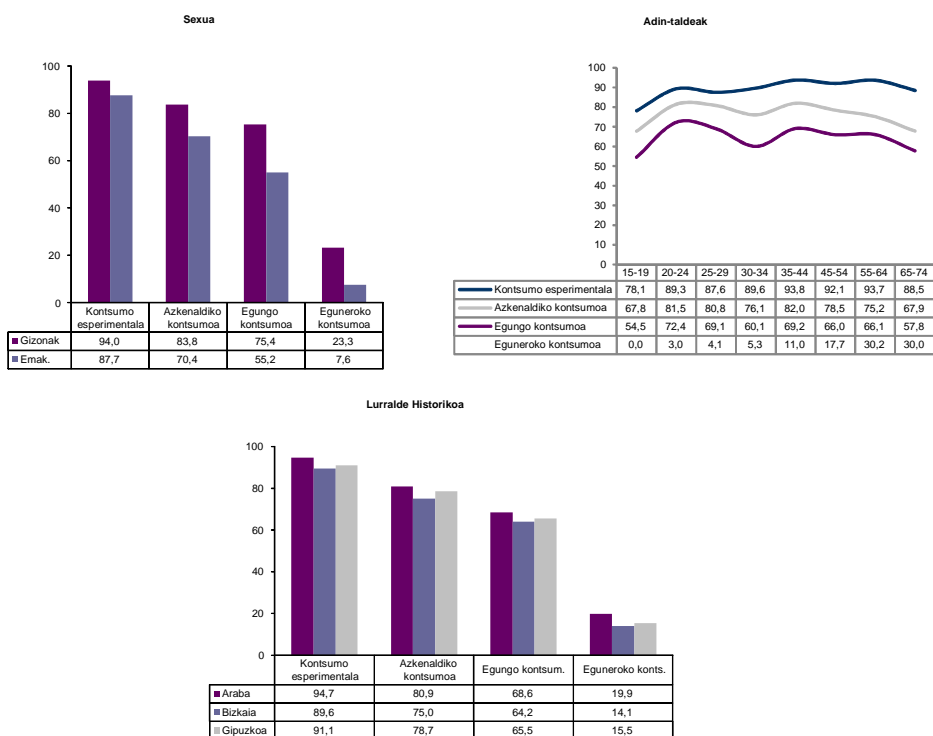 Sexua
100
80
60
40
20
0
Kontsumo esperimentala Azkenaldiko kontsumoa Egungo kontsumoa Eguneroko kontsumoa
Gizonak 94,0 83,8 75,4 23,3
Emak. 87,7 70,4 55,2 7,6
Adin-taldeak
100
90
80
70
60
50
40
30
20
10
0
15-19 20-24 25-29 30-34 35-44 45-54 55-64 65-74
Kontsumo esperimentala 78,1 89,3 87,6 89,6 93,8 92,1 93,7 88,5
Azkenaldiko kontsumoa 67,8 81,5 80,8 76,1 82,0 78,5 75,2 67,9
Egungo kontsumoa 54,5 72,4 69,1 60,1 69,2 66,0 66,1 57,8
Eguneroko kontsumoa 0,0 3,0 4,1 5,3 11,0 17,7 30,2 30,0
Lurralde Historikoa
100
80
60
40
20
0
Kontsumo esperimentala Azkenaldiko kontsumoa Egungo kontsum. Eguneroko konts.
Araba 94,7 80,9 68,6 19,9
Bizkaia 89,6 75,0 64,2 14,1
Gipuzkoa 91,1 78,7 65,5 15,5